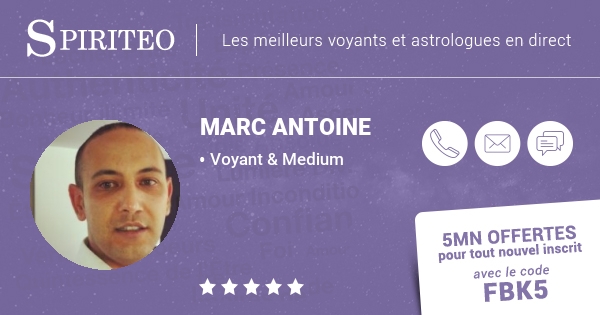 SPIRITEO
Les meilleurs voyants et astrologues en direct
MARC ANTOINE
• Voyant & Medium
5MN OFFERTES
pour tout nouvel inscrit
avec le code
FBK5